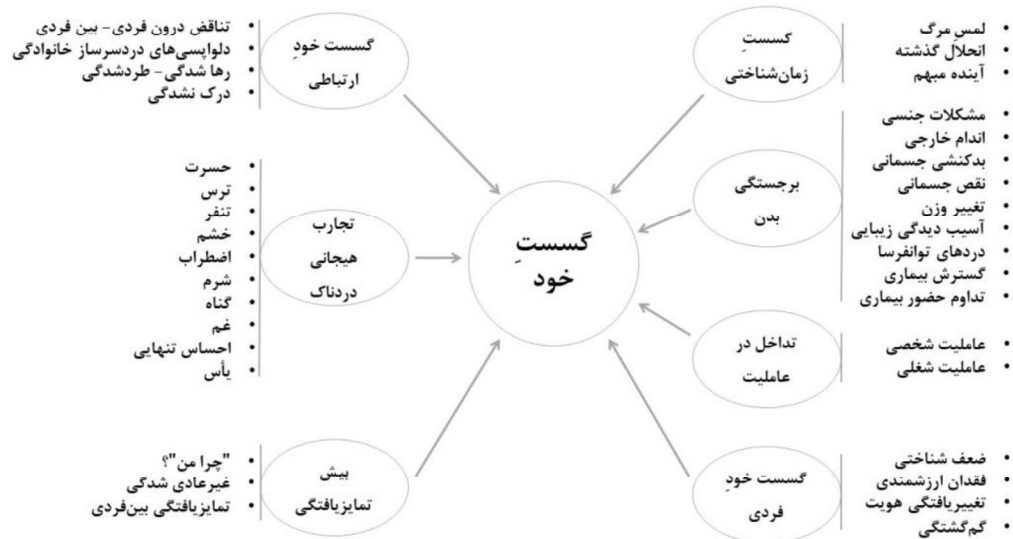 گسستِ
زمان‌شناختی
لمسِ مرگ
انحلال گذشته
آینده مبهم
برجستگی
بدن
مشکلات جنسی
اندام خارجی
بدکنشی جسمانی
نقص جسمانی
تغییر وزن
آسیب دیدگی زیبایی
دردهای توانفرسا
گسترش بیماری
تداوم حضور بیماری
تداخل در
عاملیت
عاملیت شخصی
عاملیت شغلی
گسست خودِ
فردی
ضعف شناختی
فقدان ارزشمندی
تغییریافتگی هویت
گم‌گشتگی
گسستِ
خود
گسست خودِ
ارتباطی
تناقض درون فردی- بین فردی
دلواپسی‌های دردسرساز خانوادگی
رها شدگی- طردشدگی
درک نشدگی
تجارب
هیجانی
دردناک
حسرت
ترس
تنفر
خشم
اضطراب
شرم
گناه
غم
احساس تنهایی
یأس
بیش
تمایزیافتگی
"چرا من"؟
غیرعادی شدگی
تمایزیافتگی بین‌فردی